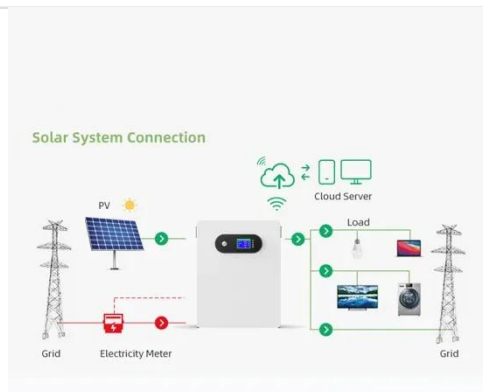 Solar System Connection
Cloud Server
PV
Load
Grid
Electricity Meter
Grid